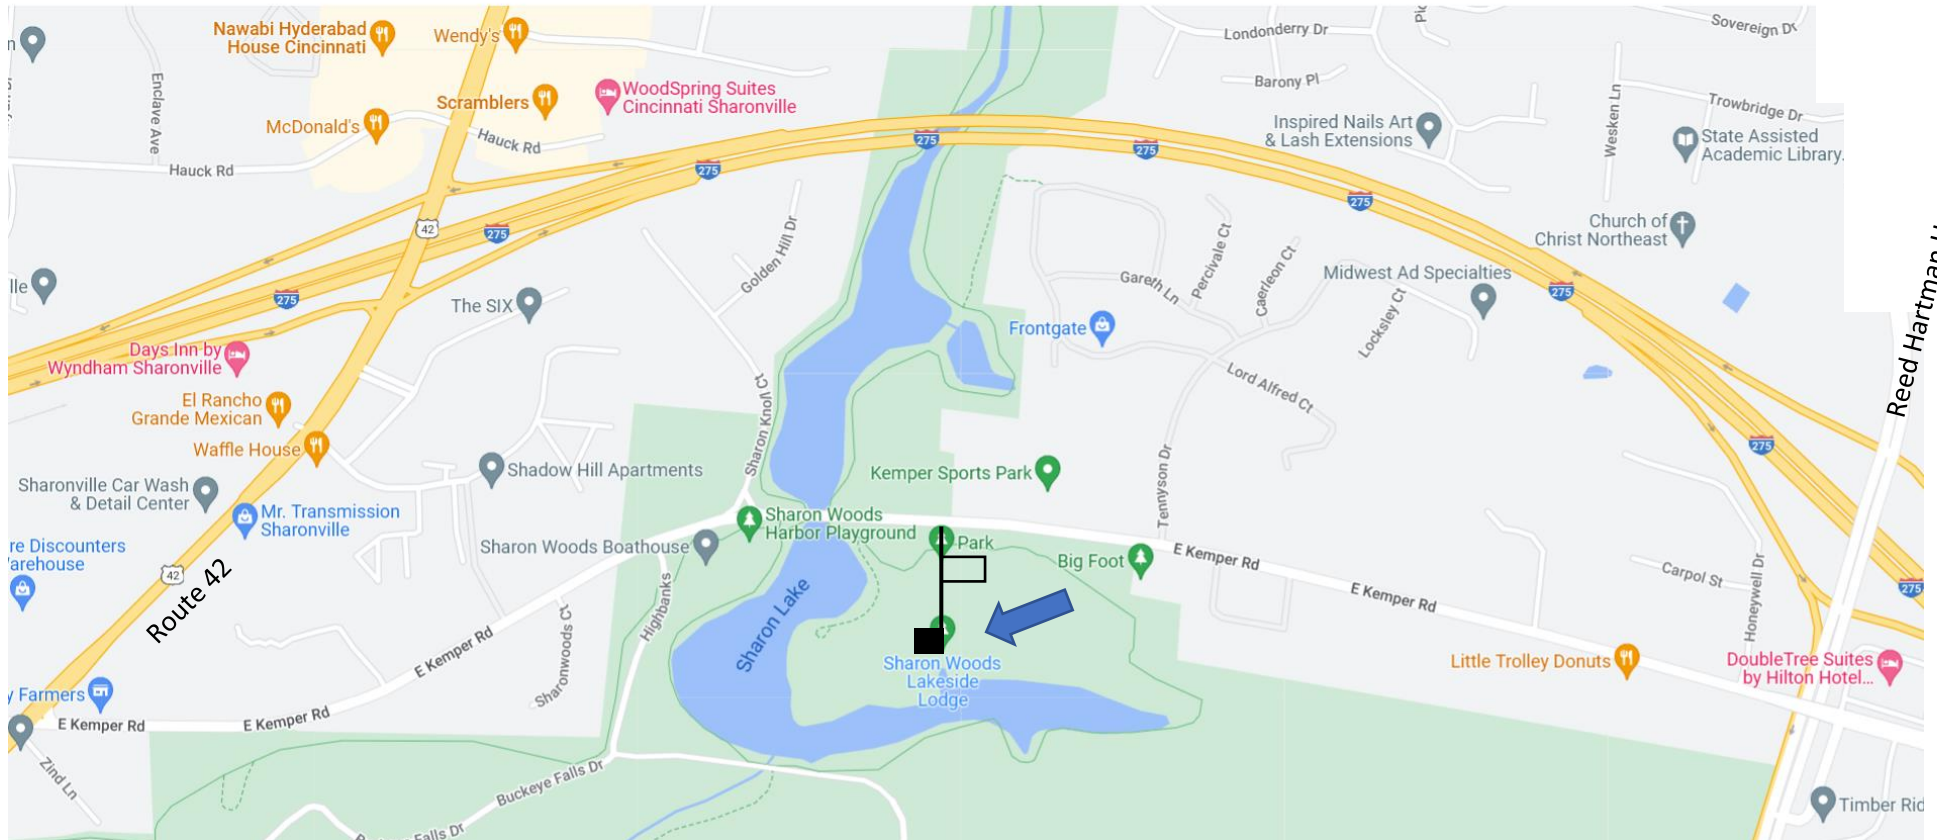 Nawabi Hyderabad
House Cincinnati
Wendy's
Londonderry Dr
Sovereign Dr
Barony Pl
Enclave Ave
Scramblers
WoodSpring Suites
Cincinnati Sharonville
McDonald's
Hauck Rd
Hauck Rd
Inspired Nails Art
& Lash Extensions
Wesken Ln
Trowbridge Dr
State Assisted
Academic Library.
275
275
275
275
42
275
275
275
275
275
Golden Hill Dr
Percivale Ct
Caerleon Ct
Gareth Ln
Church of
Christ Northeast
Midwest Ad Specialties
Locksley Ct
The SIX
Frontgate
Days Inn by
Wyndham Sharonville
El Rancho
Grande Mexican
Waffle House
Lord Alfred Ct
Reed Hartman
Sharon Knoll Ct
Shadow Hill Apartments
Kemper Sports Park
Tennyson Dr
Sharonville Car Wash
& Detail Center
Mr. Transmission
Sharonville
Sharon Woods
Harbor Playground
Sharon Woods Boathouse
Park
Big Foot
E Kemper Rd
E Kemper Rd
re Discounters
arehouse
42
Route 42
Highbanks
Sharon Lake
Carpol St
Honeywell Dr
E Kemper Rd
Sharonwoods Ct
Sharon Woods
Lakeside
Lodge
Little Trolley Donuts
DoubleTree Suites
by Hilton Hotel...
y Farmers
E Kemper Rd
E Kemper Rd
Zind Ln
Buckeye Falls Dr
Falls Dr
Timber Rid